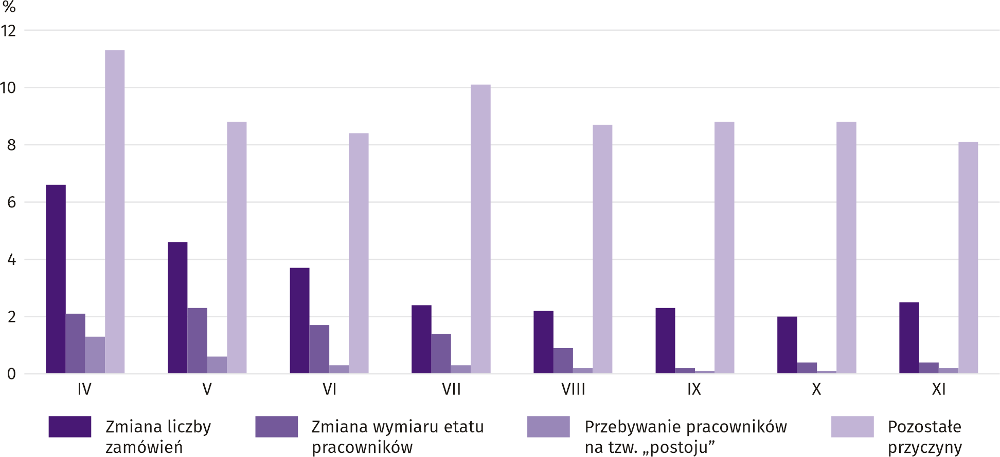 %
12
10
8
6
4
2
0
IV V VI VII VIII IX X XI
Zmiana liczby
zamówień
Zmiana wymiaru etatu
pracowników
Przebywanie pracowników
na tzw. „postoju”
Pozostałe
przyczyny